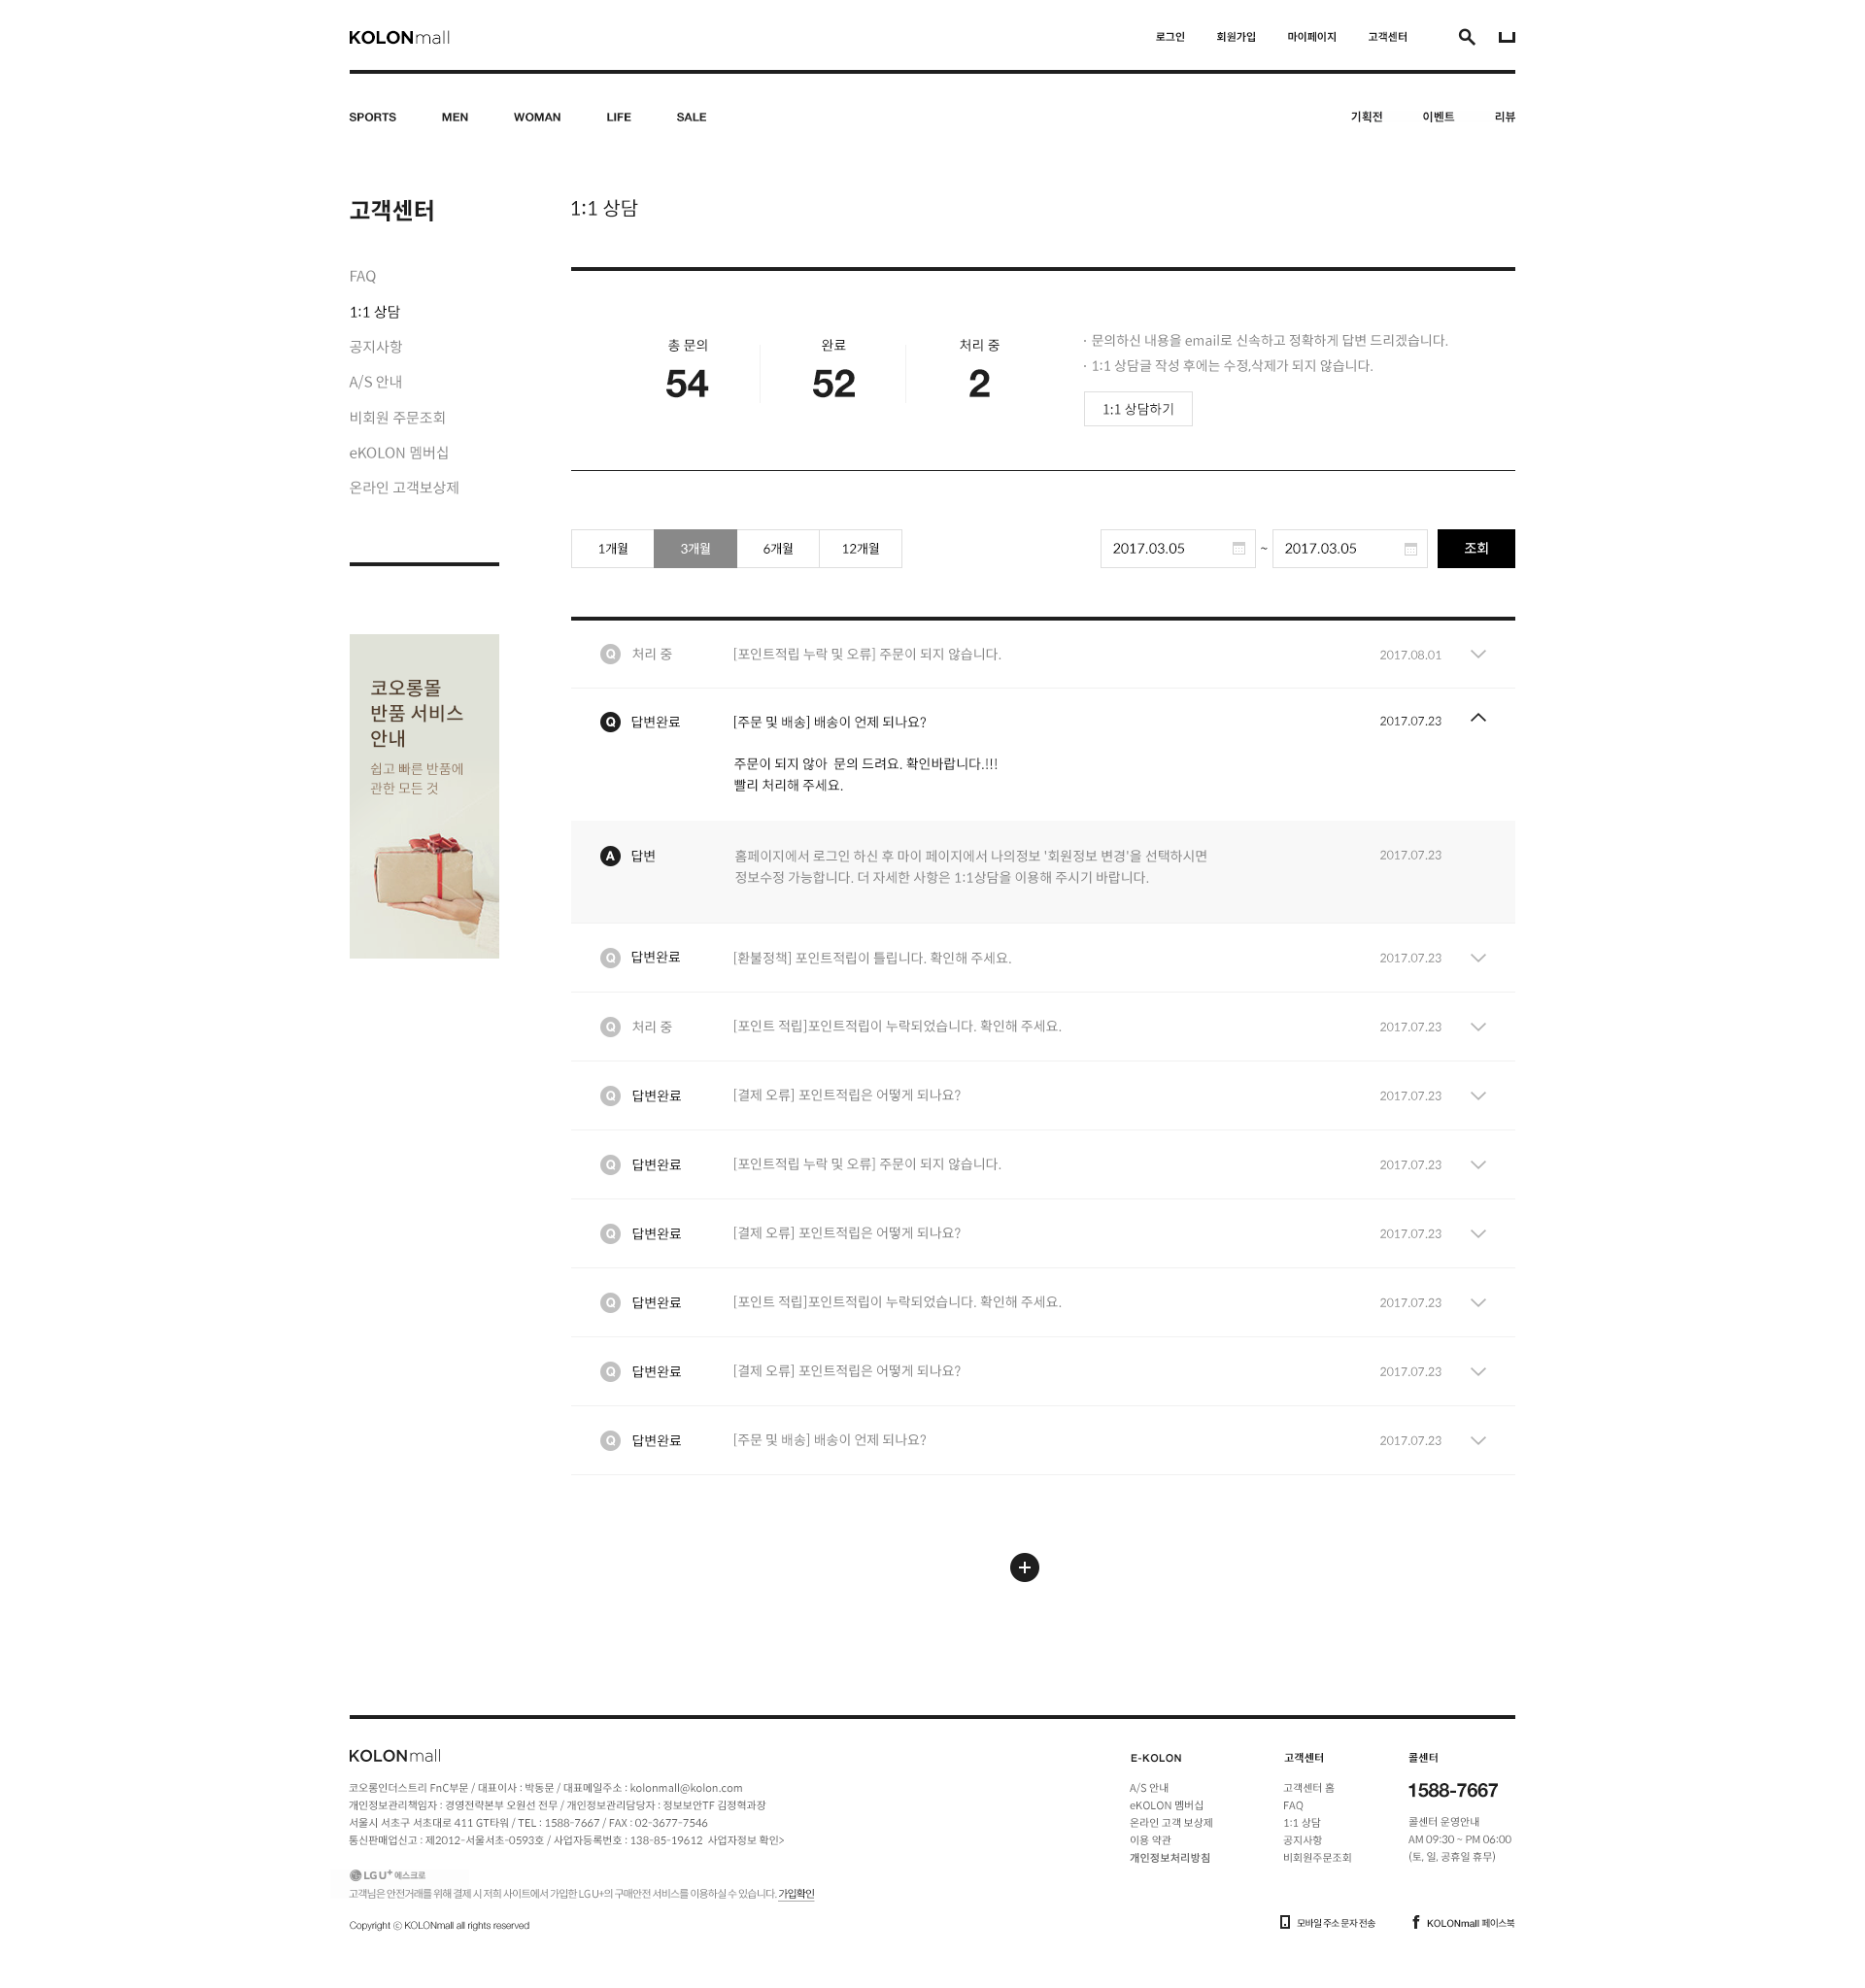 KOLONmall
로그인 회원가입 마이페이지 고객센터
SPORTS MEN WOMAN LIFE SALE
기획전 이벤트 리뷰
고객센터
FAQ
1:1 상담
공지사항
A/S 안내
비회원 주문조회
eKOLON 멤버십
온라인 고객보상제
코오롱몰
반품 서비스
안내
쉽고 빠른 반품에
관한 모든 것
1:1 상담
총 문의 완료 처리 중
54 52 2
· 문의하신 내용을 email로 신속하고 정확하게 답변 드리겠습니다.
· 1:1 상담글 작성 후에는 수정,삭제가 되지 않습니다.
1:1 상담하기
1개월 3개월 6개월 12개월
2017.03.05 ~ 2017.03.05 조회
Q 처리 중 [포인트적립 누락 및 오류] 주문이 되지 않습니다. 2017.08.01
Q 답변완료 [주문 및 배송] 배송이 언제 되나요? 2017.07.23
주문이 되지 않아 문의 드려요. 확인바랍니다.!!!
빨리 처리해 주세요.
A 답변 홈페이지에서 로그인 하신 후 마이 페이지에서 나의정보 '회원정보 변경'을 선택하시면 2017.07.23
정보수정 가능합니다. 더 자세한 사항은 1:1상담을 이용해 주시기 바랍니다.
Q 답변완료 [환불정책] 포인트적립이 틀립니다. 확인해 주세요. 2017.07.23
Q 처리 중 [포인트 적립]포인트적립이 누락되었습니다. 확인해 주세요. 2017.07.23
Q 답변완료 [결제 오류] 포인트적립은 어떻게 되나요? 2017.07.23
Q 답변완료 [포인트적립 누락 및 오류] 주문이 되지 않습니다. 2017.07.23
Q 답변완료 [결제 오류] 포인트적립은 어떻게 되나요? 2017.07.23
Q 답변완료 [포인트 적립]포인트적립이 누락되었습니다. 확인해 주세요. 2017.07.23
Q 답변완료 [결제 오류] 포인트적립은 어떻게 되나요? 2017.07.23
Q 답변완료 [주문 및 배송] 배송이 언제 되나요? 2017.07.23
KOLONmall
코오롱인더스트리 FnC부문 / 대표이사 : 박동문 / 대표메일주소 : kolonmall@kolon.com
개인정보관리책임자 : 경영전략본부 오원선 전무 / 개인정보관리담당자 : 정보보안TF 김정혁과장
서울시 서초구 서초대로 411 GT타워 / TEL : 1588-7667 / FAX : 02-3677-7546
통신판매업신고 : 제2012-서울서초-0593호 / 사업자등록번호 : 138-85-19612 사업자정보 확인>
LG U+ 에스크로
고객님은 안전거래를 위해 결제 시 저희 사이트에서 가입한 LG U+의 구매안전 서비스를 이용하실 수 있습니다. 가입확인
Copyright ⓒ KOLONmall all rights reserved
E-KOLON
A/S 안내
eKOLON 멤버십
온라인 고객 보상제
이용 약관
개인정보처리방침
고객센터
고객센터 홈
FAQ
1:1 상담
공지사항
비회원주문조회
콜센터
1588-7667
콜센터 운영안내
AM 09:30 ~ PM 06:00
(토, 일, 공휴일 휴무)
모바일 주소 문자 전송
KOLONmall 페이스북